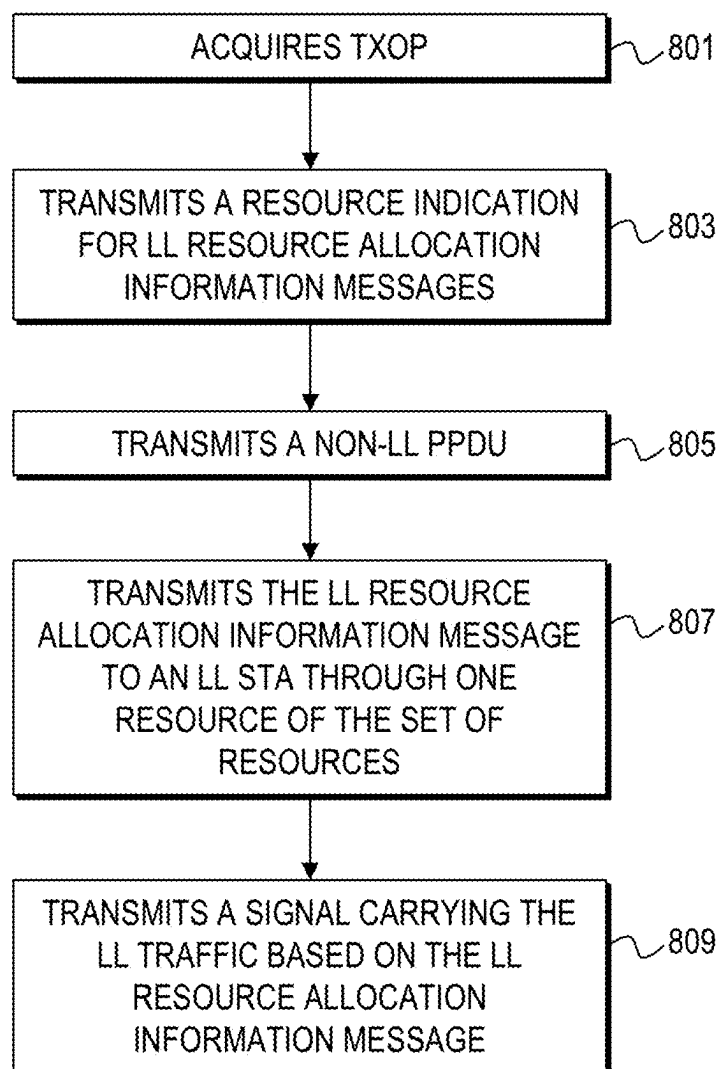 ACQUIRES TXOP
801
TRANSMITS A RESOURCE INDICATION
FOR LL RESOURCE ALLOCATION
INFORMATION MESSAGES
803
TRANSMITS A NON-LL PPDU
805
TRANSMITS THE LL RESOURCE
ALLOCATION INFORMATION MESSAGE
TO AN LL STA THROUGH ONE
RESOURCE OF THE SET OF
RESOURCES
807
TRANSMITS A SIGNAL CARRYING THE
LL TRAFFIC BASED ON THE LL
RESOURCE ALLOCATION
INFORMATION MESSAGE
809